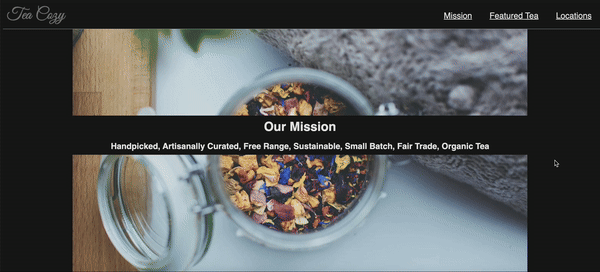 Tea Cozy
Mission Featured Tea Locations
Our Mission
Handpicked, Artisanally Curated, Free Range, Sustainable, Small Batch, Fair Trade, Organic Tea